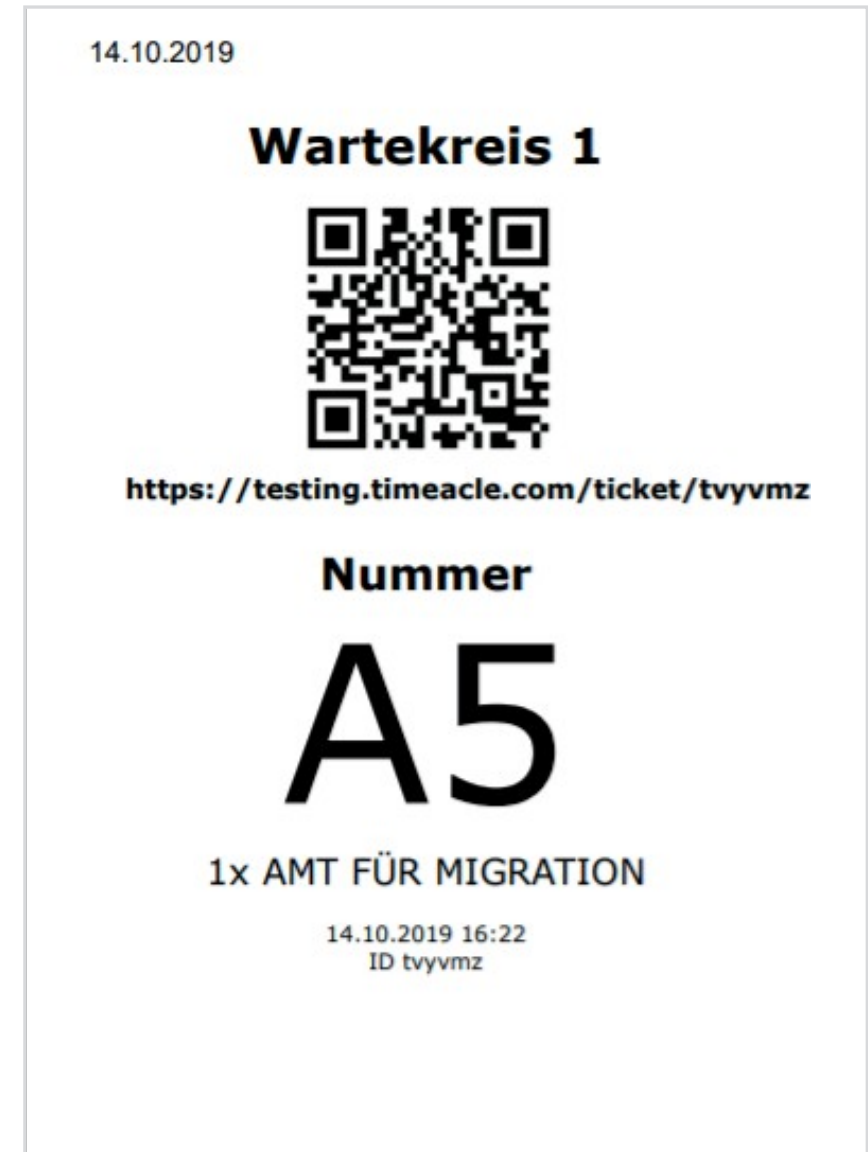 14.10.2019
Wartekreis 1
https://testing.timeacle.com/ticket/tvyvmz
Nummer
A5
1x AMT FÜR MIGRATION
14.10.2019 16:22
ID tvyvmz